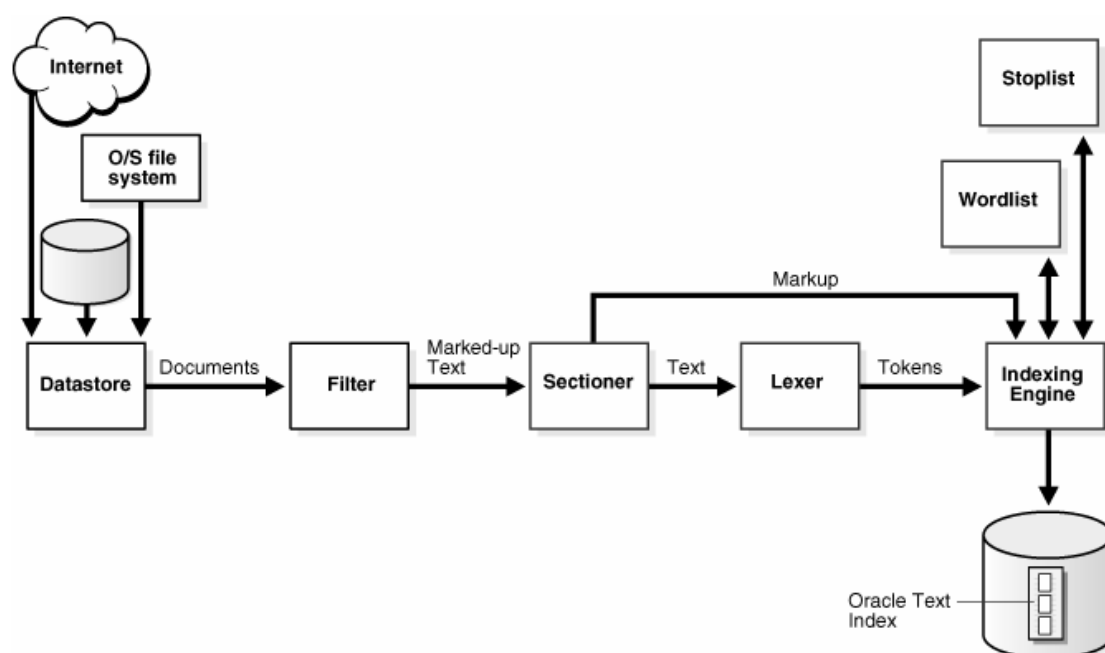 Internet
O/S file
system
Stoplist
Wordlist
Markup
Datastore
Documents
Filter
Marked-up
Text
Sectioner
Text
Lexer
Tokens
Indexing
Engine
Oracle Text
Index